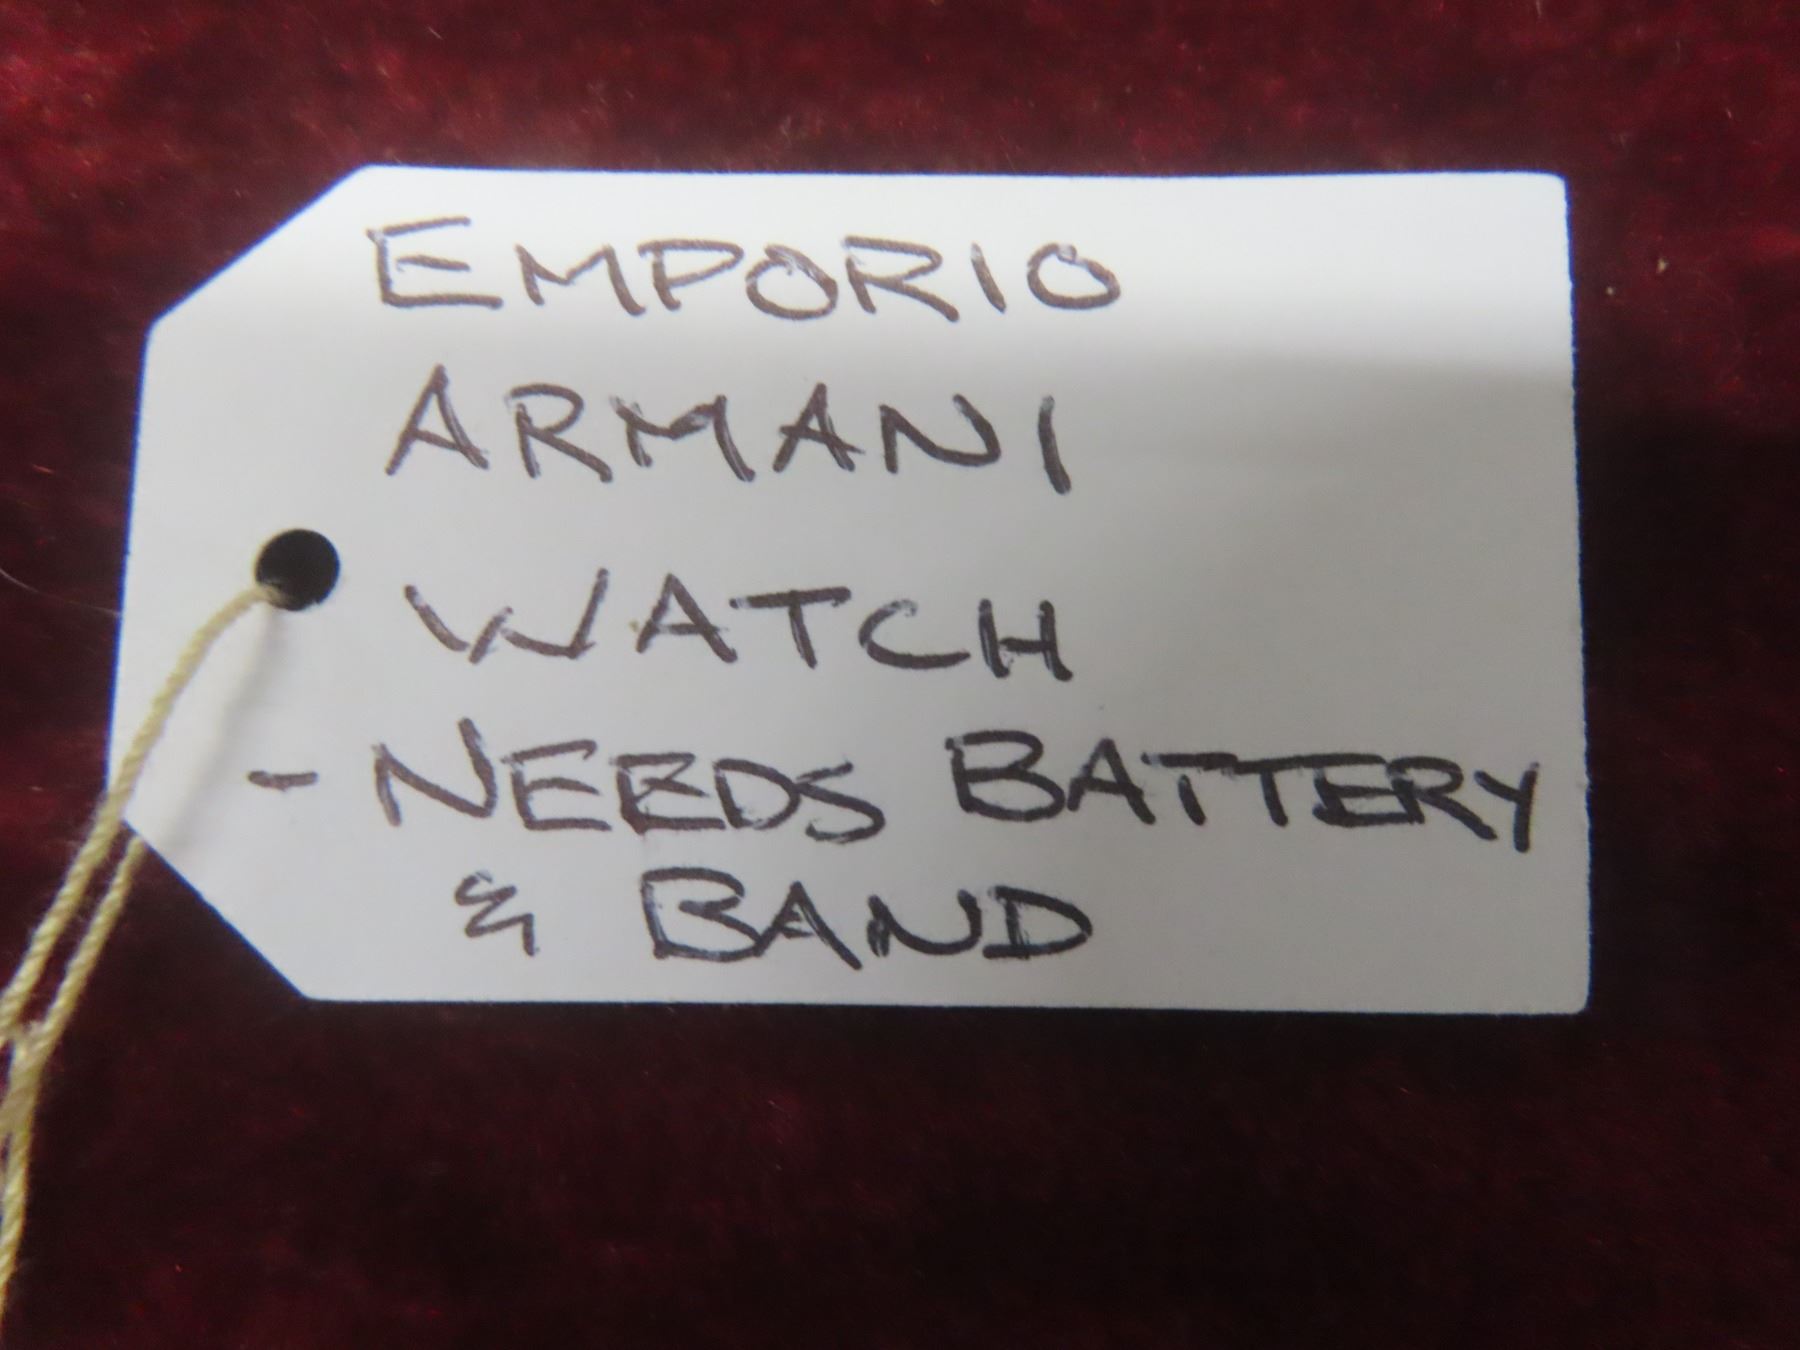 EMPORIO
ARMANI
WATCH
- NEEDS BATTERY
& BAND